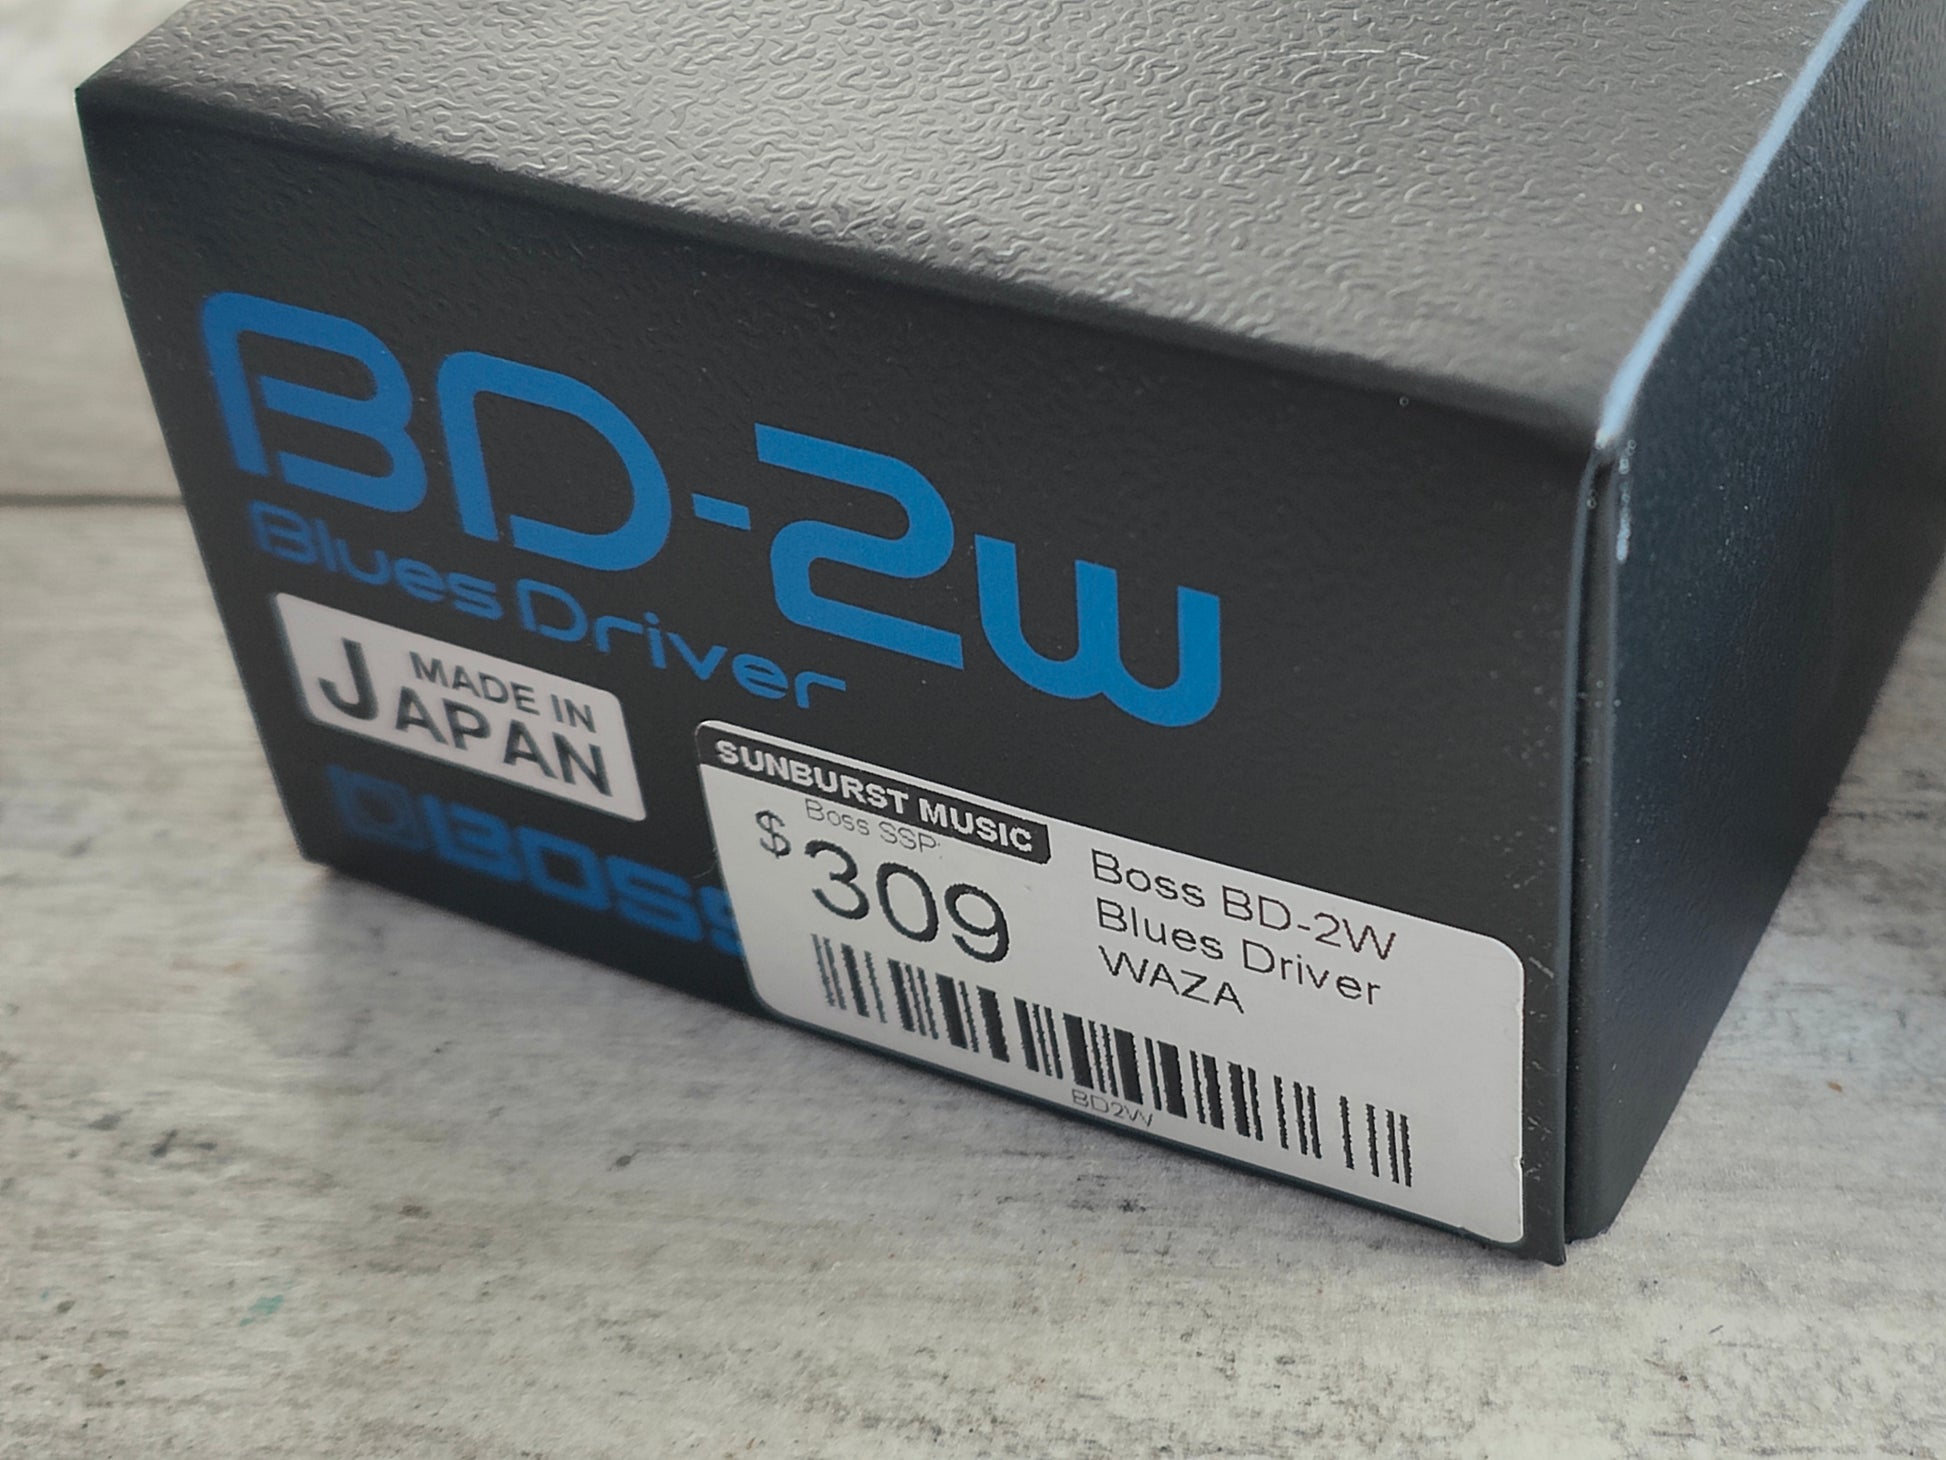 BD-2w
Blues Driver
MADE IN
JAPAN
BOSS
SUNBURST MUSIC
Boss SSP
$309
Boss BD-2W
Blues Driver
WAZA
BD2W